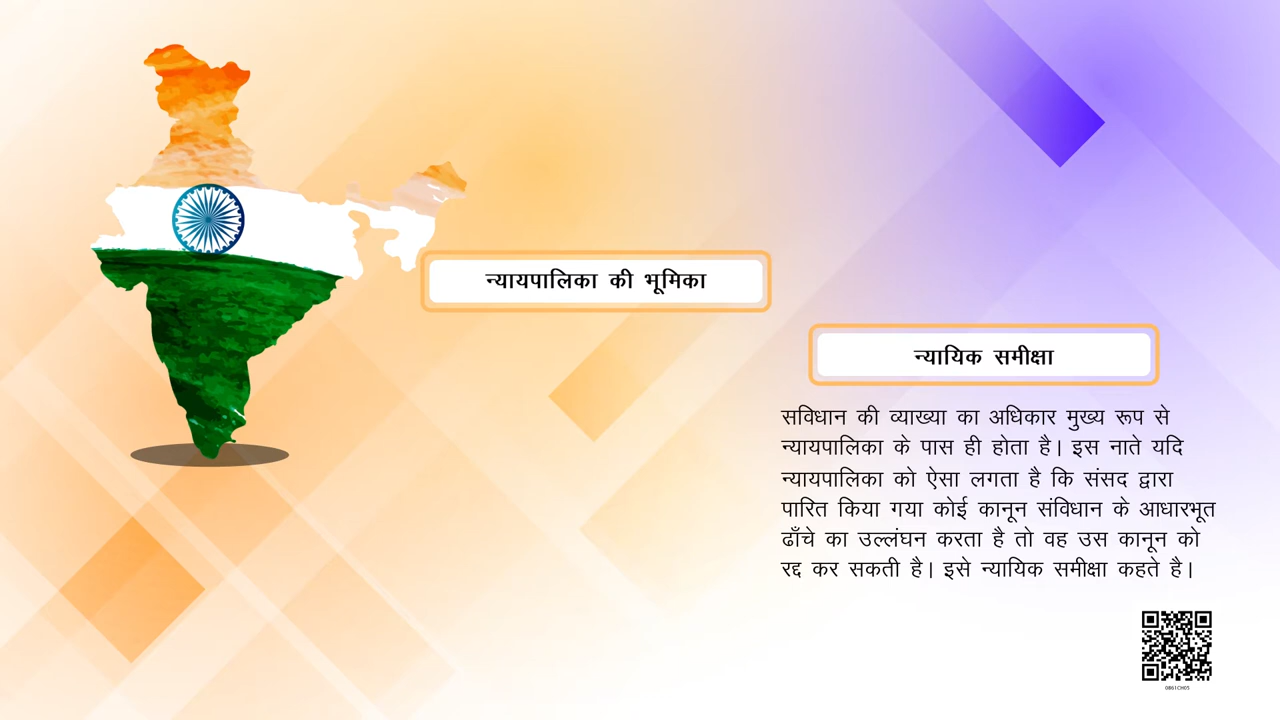 न्यायपालिका की भूमिका
न्यायिक समीक्षा
सविधान की व्याख्या का अधिकार मुख्य रूप से
न्यायपालिका के पास ही होता है। इस नाते यदि
न्यायपालिका को ऐसा लगता है कि संसद द्वारा
पारित किया गया कोई कानून संविधान के आधारभूत
ढाँचे का उल्लंघन करता है तो वह उस कानून को
रद्द कर सकती है। इसे न्यायिक समीक्षा कहते है।
0861CH05